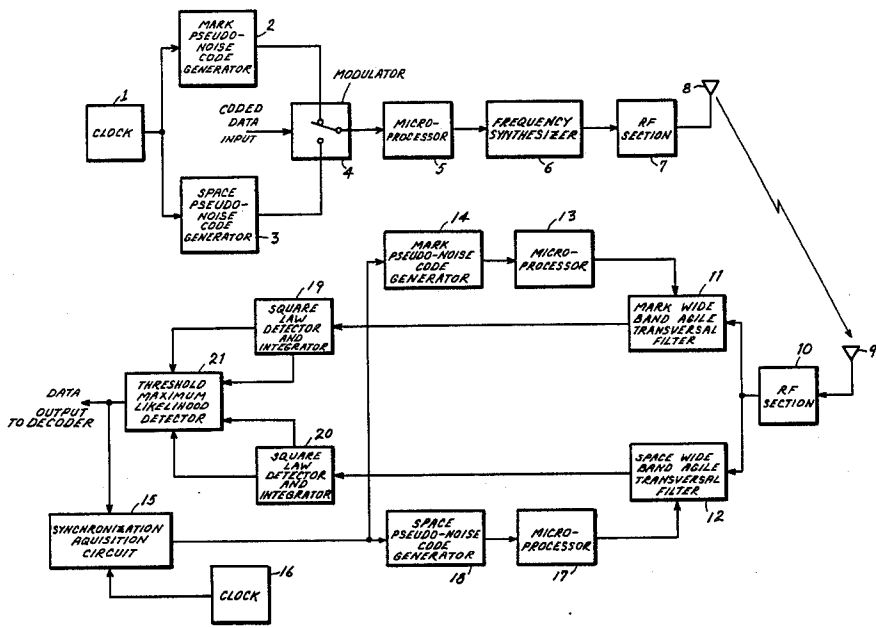 MARK
PSEUDO-
NOISE
CODE
GENERATOR
2
1
CLOCK
CODED
DATA
INPUT
MODULATOR
4
MICRO-
PROCESSOR
5
FREQUENCY
SYNTHESIZER
6
RF
SECTION
7
8
SPACE
PSEUDO-
NOISE
CODE
GENERATOR
3
14
MARK
PSEUDO-NOISE
CODE
GENERATOR
13
MICRO-
PROCESSOR
11
MARK WIDE
BAND AGILE
TRANSVERSAL
FILTER
9
10
RF
SECTION
19
SQUARE
LAW
DETECTOR
AND
INTEGRATOR
21
THRESHOLD
MAXIMUM
LIKELIHOOD
DETECTOR
DATA
OUTPUT
TO DECODER
20
SQUARE
LAW
DETECTOR
AND
INTEGRATOR
SPACE WIDE
BAND AGILE
TRANSVERSAL
FILTER
12
15
SYNCHRONIZATION
AQUISITION
CIRCUIT
16
CLOCK
SPACE
PSEUDO-NOISE
CODE
GENERATOR
18
MICRO-
PROCESSOR
17